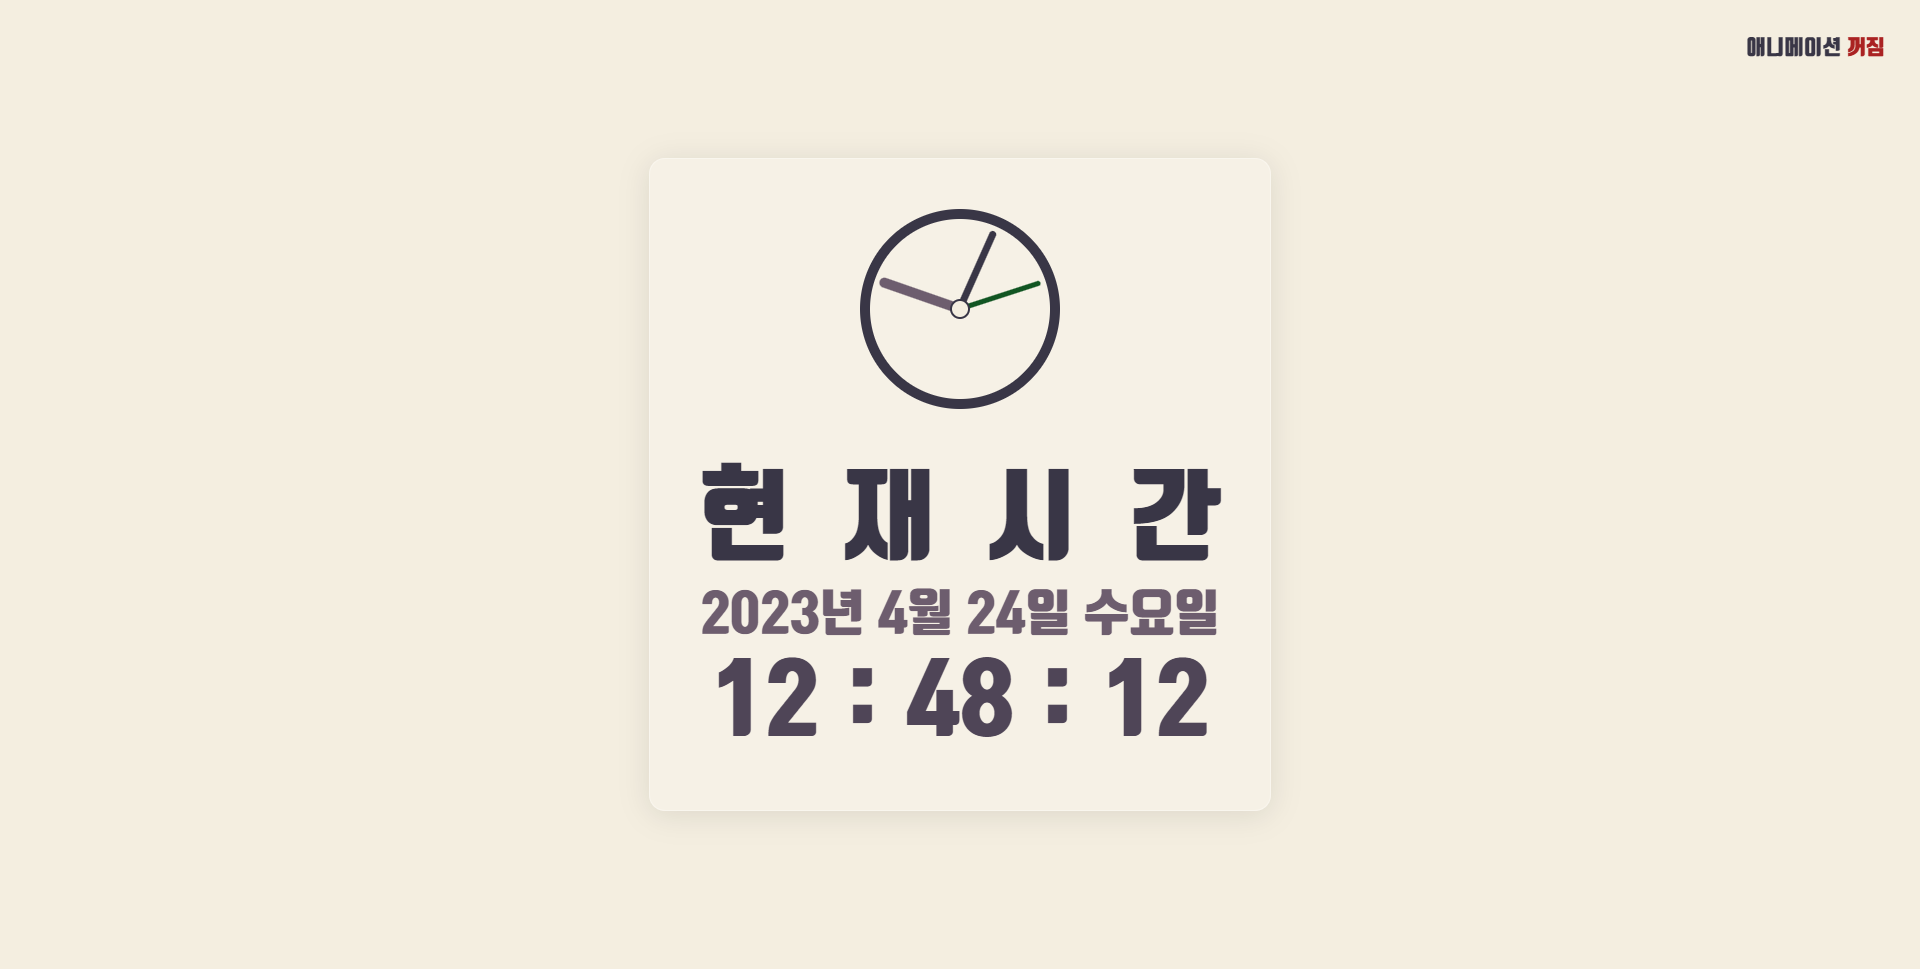 애니메이션 꺼짐
현 재 시 간
2023년 4월 24일 수요일
12 : 48 : 12